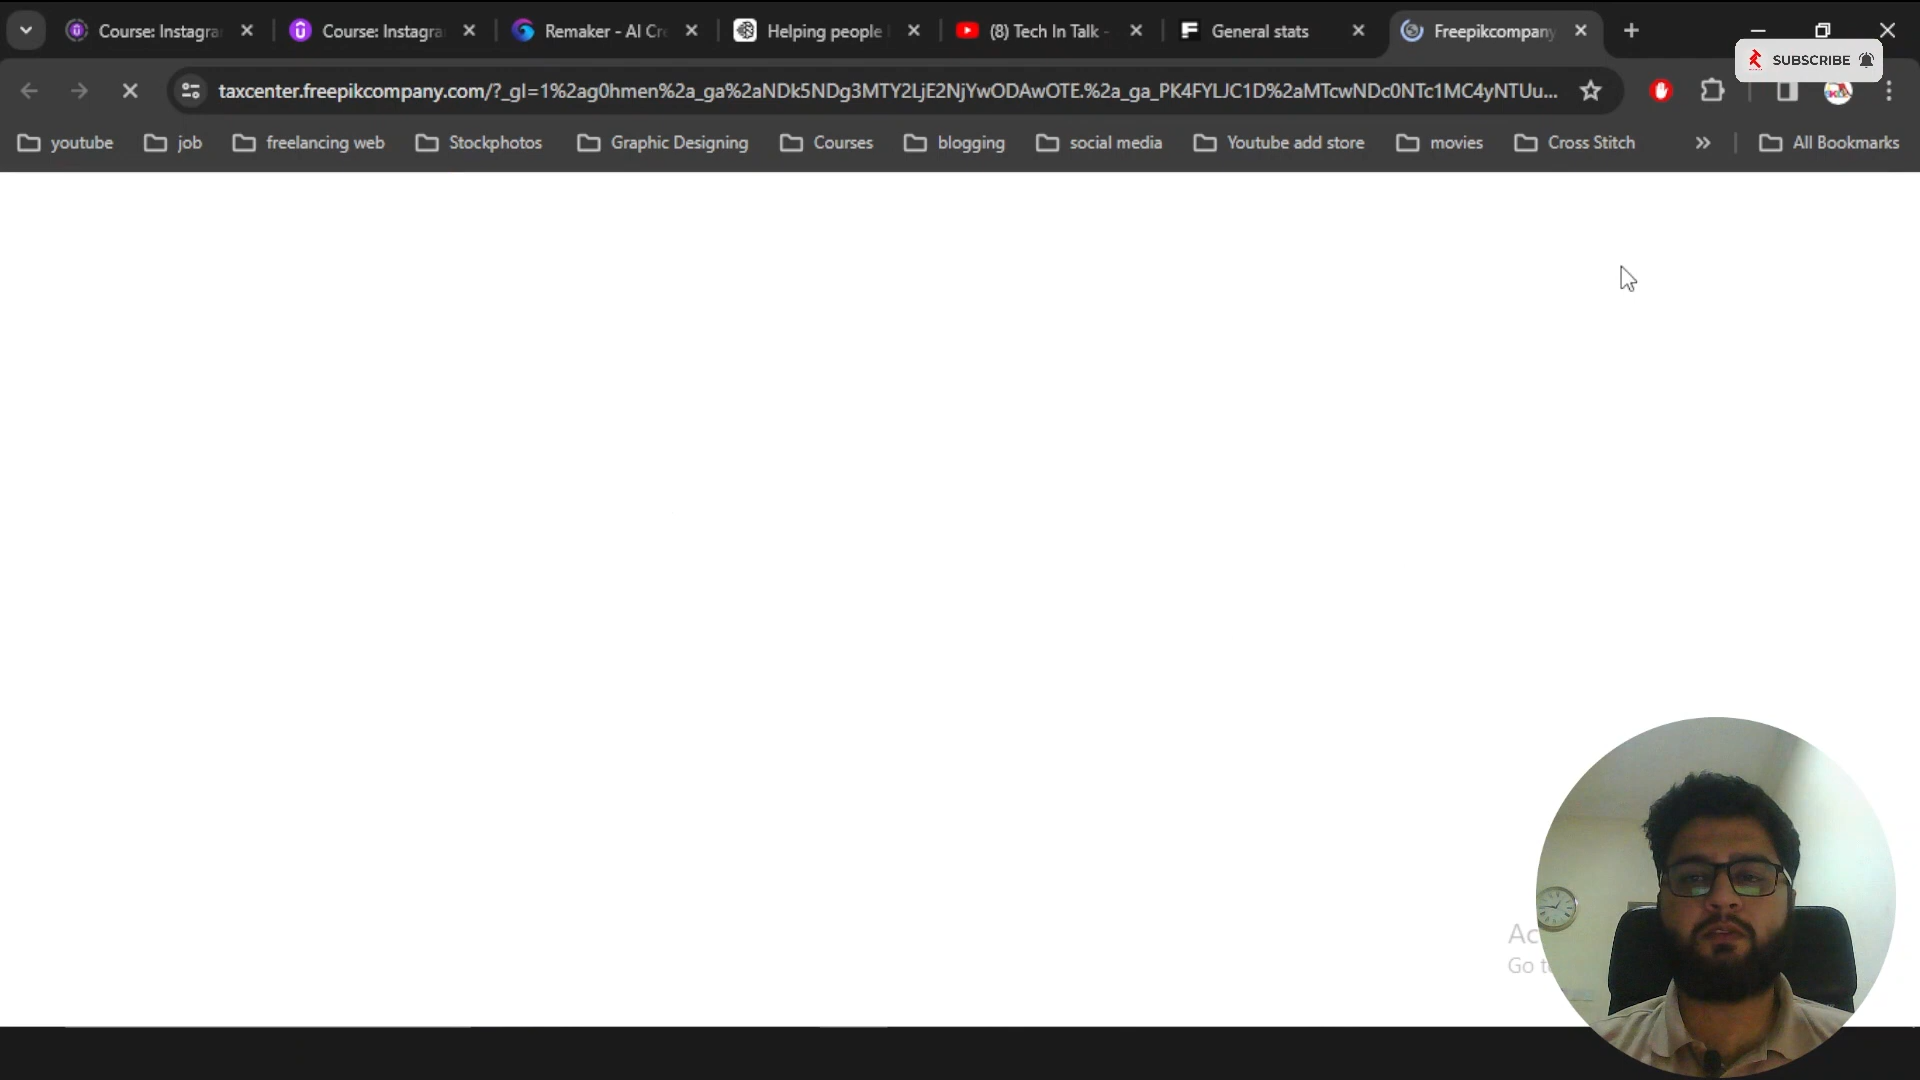 Course: Instagra
Course: Instagra
Remaker - AI Cr
Helping people
(8) Tech In Talk -
General stats
Freepikcompany
SUBSCRIBE
taxcenter.freepikcompany.com/?_gl=1%2ag0hmen%2a_ga%2aNDk5NDg3MTY2LjE2NjYwODAwOTE.%2a_ga_PK4FYLJC1D%2aMTcwNDc0NTc1MC4yNTUu...
youtube
job
freelancing web
Stockphotos
Graphic Designing
Courses
blogging
social media
Youtube add store
movies
Cross Stitch
All Bookmarks
Ac
Go t